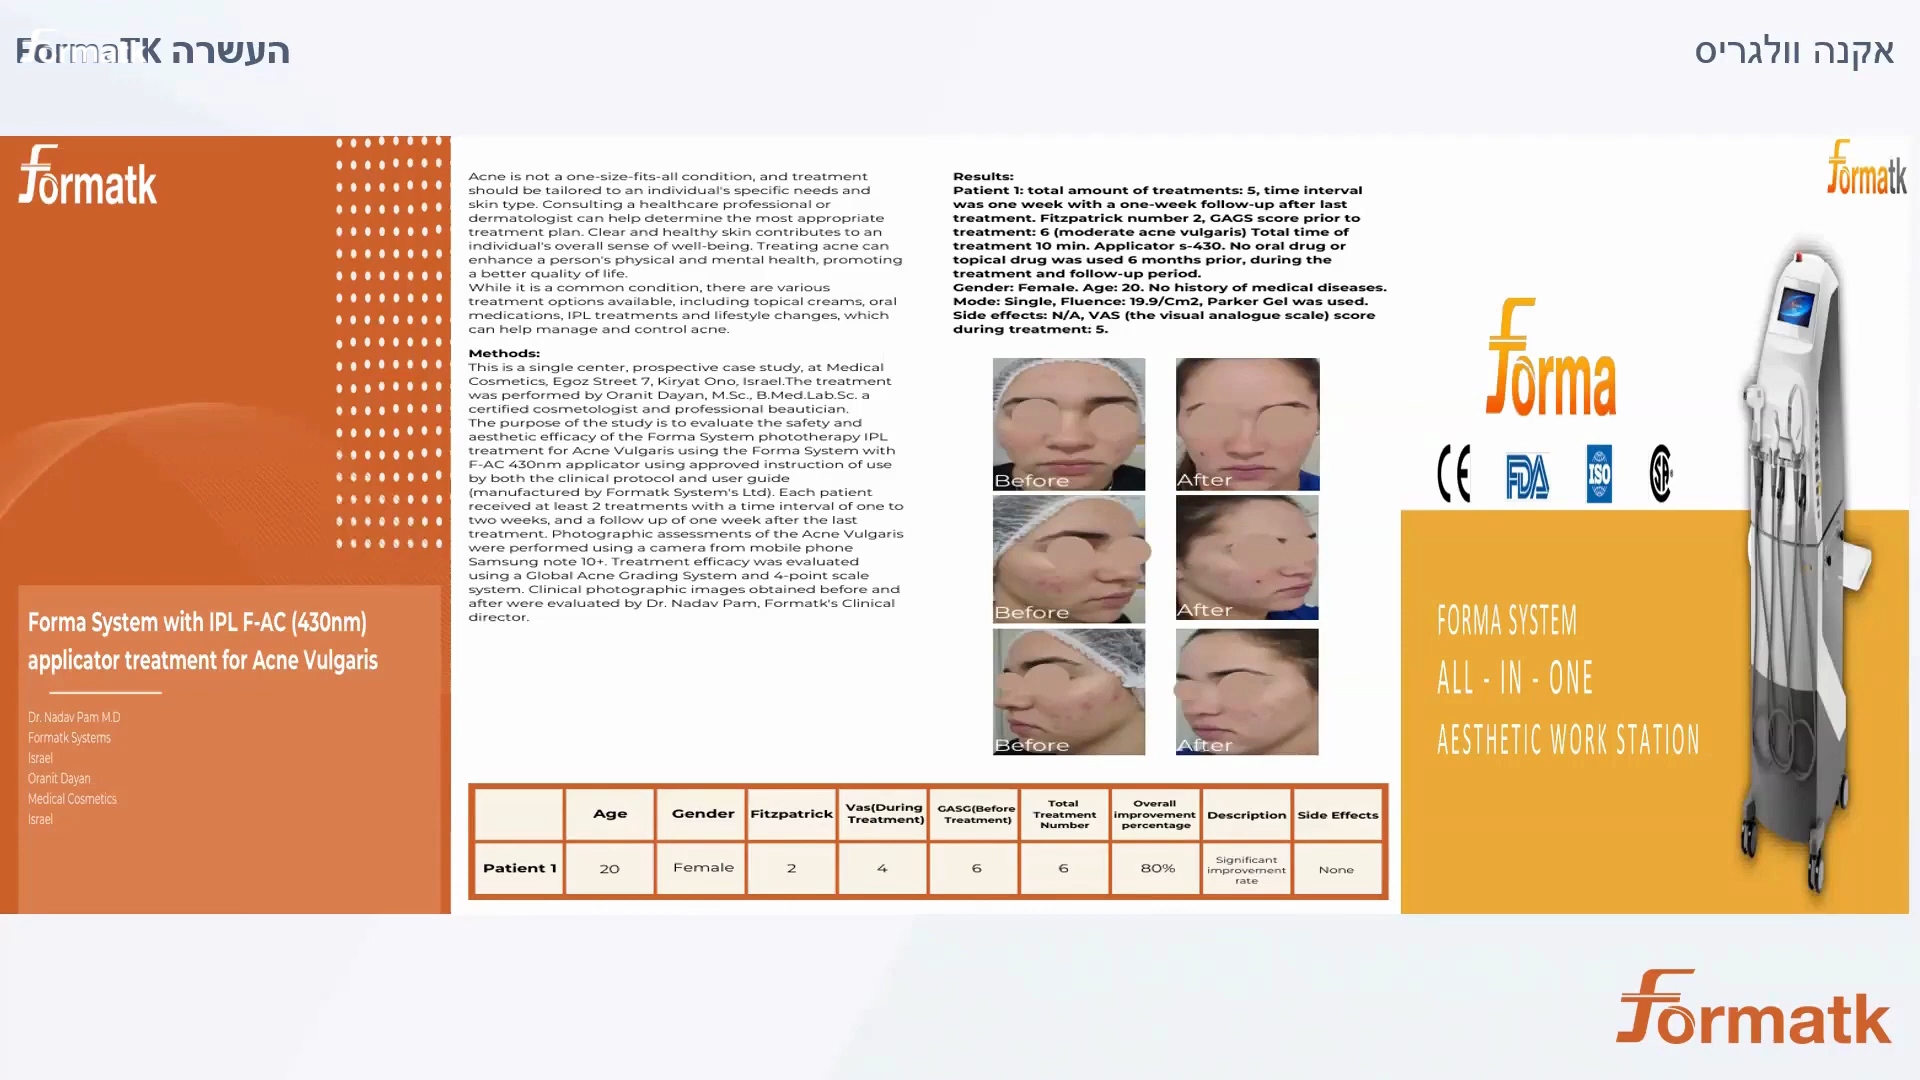 העשרה FormaTK
Formatk
אקנה וולגריס
formatk
Forma System with IPL F-AC (430nm)
applicator treatment for Acne Vulgaris
Dr. Nadav Pam M.D
Formatk Systems
Israel
Oranit Dayan
Medical Cosmetics
Israel
Acne is not a one-size-fits-all condition, and treatment
should be tailored to an individual's specific needs and
skin type. Consulting a healthcare professional or
dermatologist can help determine the most appropriate
treatment plan. Clear and healthy skin contributes to an
individual's overall sense of well-being. Treating acne can
enhance a person's physical and mental health, promoting
a better quality of life.
While it is a common condition, there are various
treatment options available, including topical creams, oral
medications, IPL treatments and lifestyle changes, which
can help manage and control acne.
Methods:
This is a single center, prospective case study, at Medical
Cosmetics, Egoz Street 7, Kiryat Ono, Israel.The treatment
was performed by Oranit Dayan, M.Sc., B.Med.Lab.Sc. a
certified cosmetologist and professional beautician.
The purpose of the study is to evaluate the safety and
aesthetic efficacy of the Forma System phototherapy IPL
treatment for Acne Vulgaris using the Forma System with
F-AC 430nm applicator using approved instruction of use
by both the clinical protocol and user guide
(manufactured by Formatk System's Ltd). Each patient
received at least 2 treatments with a time interval of one to
two weeks, and a follow up of one week after the last
treatment. Photographic assessments of the Acne Vulgaris
were performed using a camera from mobile phone
Samsung note 10+. Treatment efficacy was evaluated
using a Global Acne Grading System and 4-point scale
system. Clinical photographic images obtained before and
after were evaluated by Dr. Nadav Pam, Formatk's Clinical
director.
Results:
Patient 1: total amount of treatments: 5, time interval
was one week with a one-week follow-up after last
treatment. Fitzpatrick number 2, GAGS score prior to
treatment: 6 (moderate acne vulgaris) Total time of
treatment 10 min. Applicator s-430. No oral drug or
topical drug was used 6 months prior, during the
treatment and follow-up period.
Gender: Female. Age: 20. No history of medical diseases.
Mode: Single, Fluence: 19.9/Cm2, Parker Gel was used.
Side effects: N/A, VAS (the visual analogue scale) score
during treatment: 5.
Before After
Before After
Before After
Age Gender Fitzpatrick Vas(During Treatment) GASG(Before Treatment) Total Treatment Number Overall improvement percentage Description Side Effects
Patient 1 20 Female 2 4 6 6 80% Significant improvement rate None
formatk
forma
CE FDA ISO SA
FORMA SYSTEM
ALL - IN - ONE
AESTHETIC WORK STATION
formatk